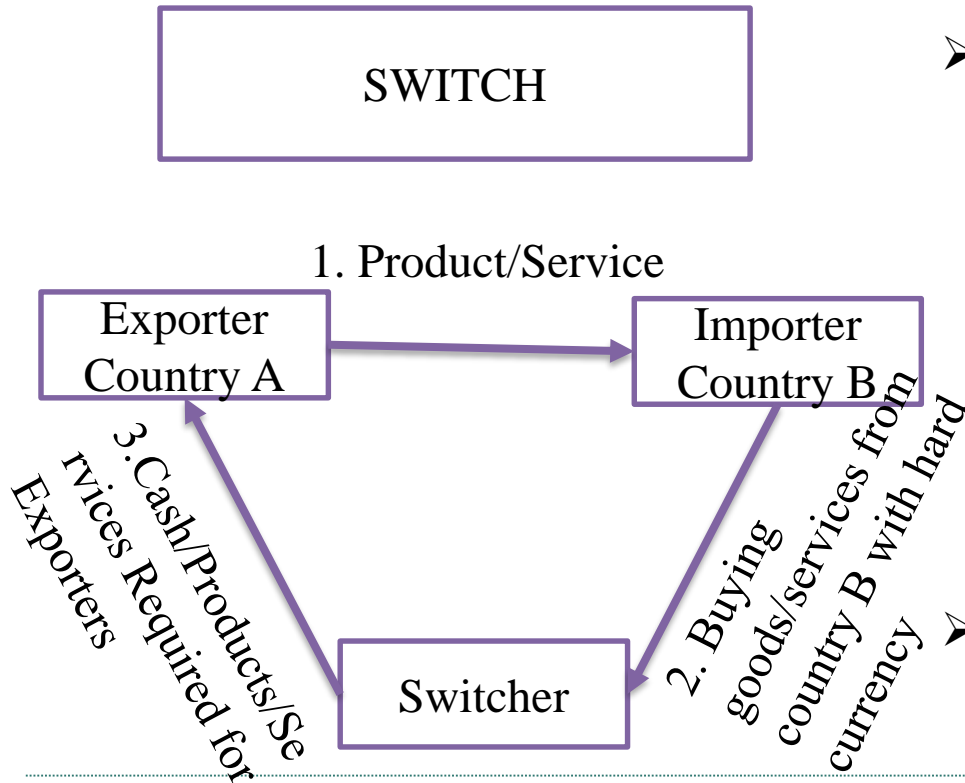 SWITCH
1. Product/Service
Exporter
Country A
Importer
Country B
3.Cash/Products/Se
rvices Required for
Exporters
2. Buying
goods/services from
country B with hard
currency
Switcher